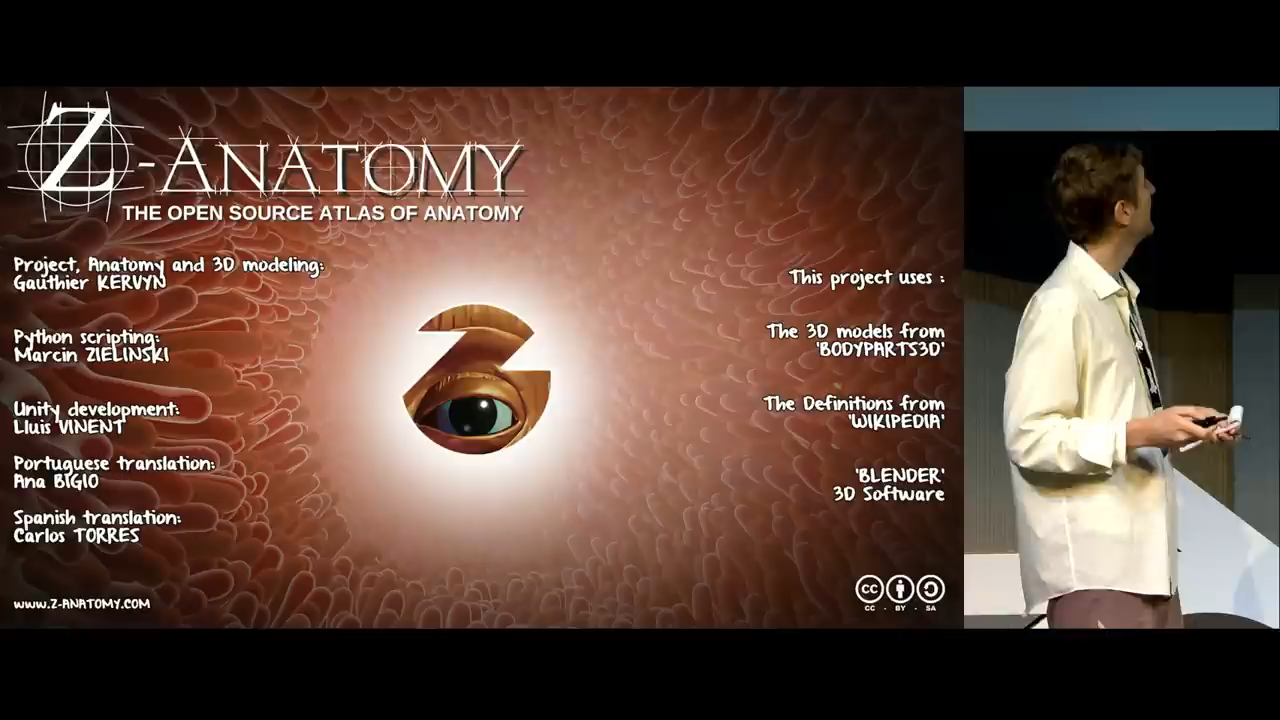 Z-ANATOMY
THE OPEN SOURCE ATLAS OF ANATOMY
Project, Anatomy and 3D modeling:
Gauthier KERVYN
Python scripting:
Marcin ZIELINSKI
Unity development:
Lluis VINENT
Portuguese translation:
Ana BIGIO
Spanish translation:
Carlos TORRES
www.Z-ANATOMY.COM
This project uses :
The 3D models from
'BODYPARTS3D'
The Definitions from
'WIKIPEDIA'
'BLENDER'
3D Software
CC
CC - BY - SA